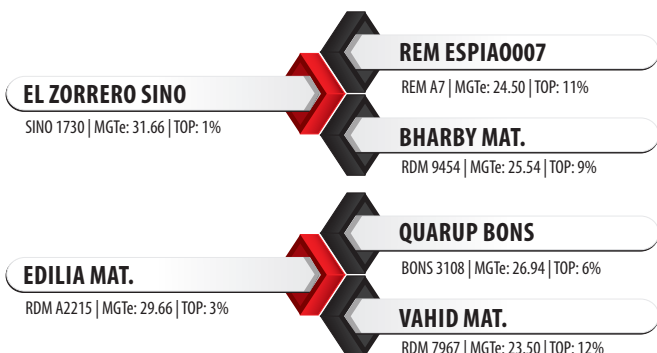 REM ESPIAO007
REM A7 | MGTe: 24.50 | TOP: 11%
EL ZORRERO SINO
SINO 1730 | MGTe: 31.66 | TOP: 1%
BHARBY MAT.
RDM 9454 | MGTe: 25.54 | TOP: 9%
QUARUP BONS
BONS 3108 | MGTe: 26.94 | TOP: 6%
EDILIA MAT.
RDM A2215 | MGTe: 29.66 | TOP: 3%
VAHID MAT.
RDM 7967 | MGTe: 23.50 | TOP: 12%